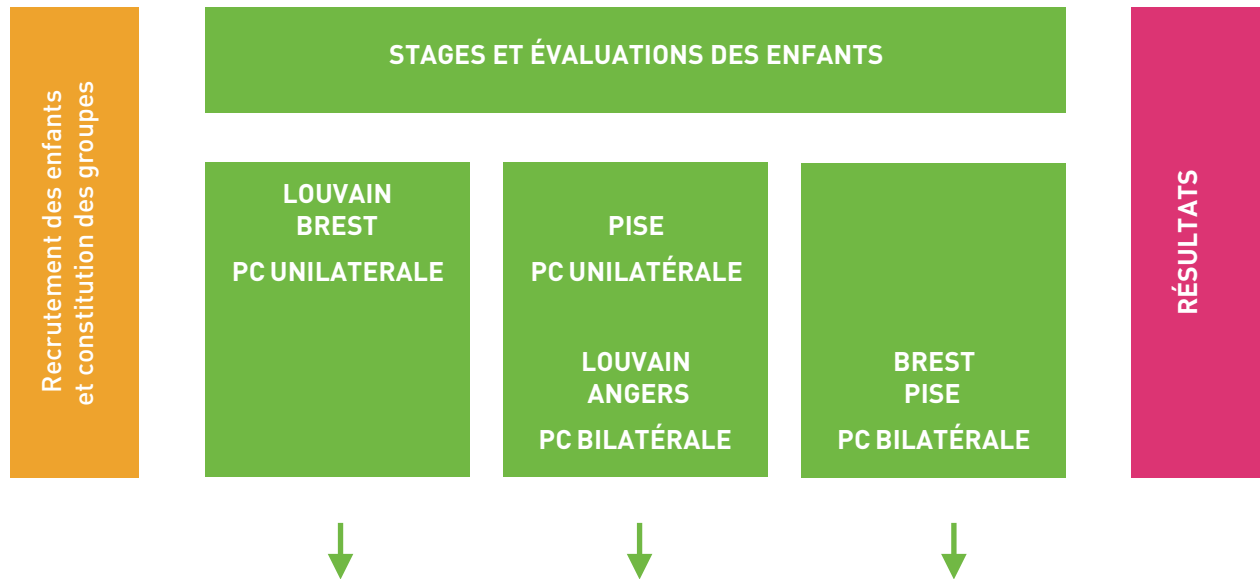 Recrutement des enfants
et constitution des groupes
STAGES ET ÉVALUATIONS DES ENFANTS
LOUVAIN
BREST
PC UNILATERALE
PISE
PC UNILATÉRALE
LOUVAIN
ANGERS
PC BILATÉRALE
BREST
PISE
PC BILATÉRALE
RÉSULTATS